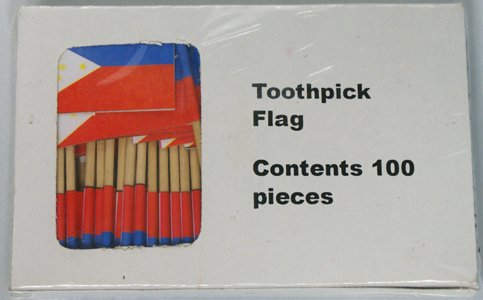 Toothpick
Flag
Contents 100
pieces